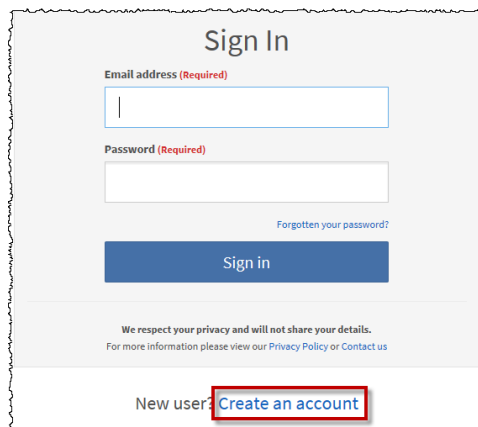 Sign In
Email address (Required)
Password (Required)
Forgotten your password?
Sign in
We respect your privacy and will not share your details.
For more information please view our Privacy Policy or Contact us
New user? Create an account